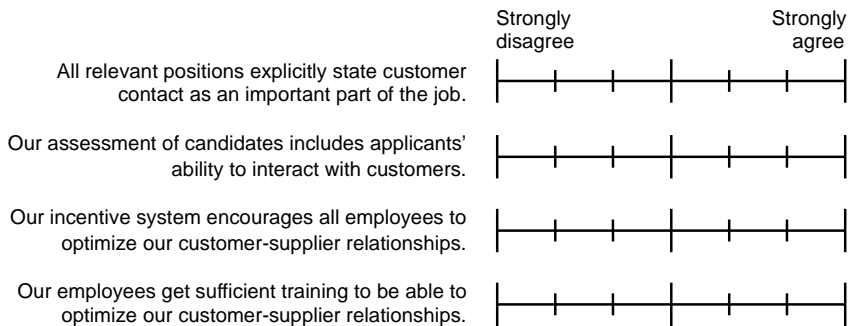 Strongly disagree
Strongly agree
All relevant positions explicitly state customer
contact as an important part of the job.
Our assessment of candidates includes applicants’
ability to interact with customers.
Our incentive system encourages all employees to
optimize our customer-supplier relationships.
Our employees get sufficient training to be able to
optimize our customer-supplier relationships.